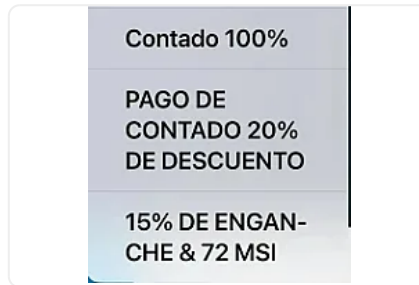 Contado 100%
PAGO DE
CONTADO 20%
DE DESCUENTO
15% DE ENGAN-
CHE & 72 MSI